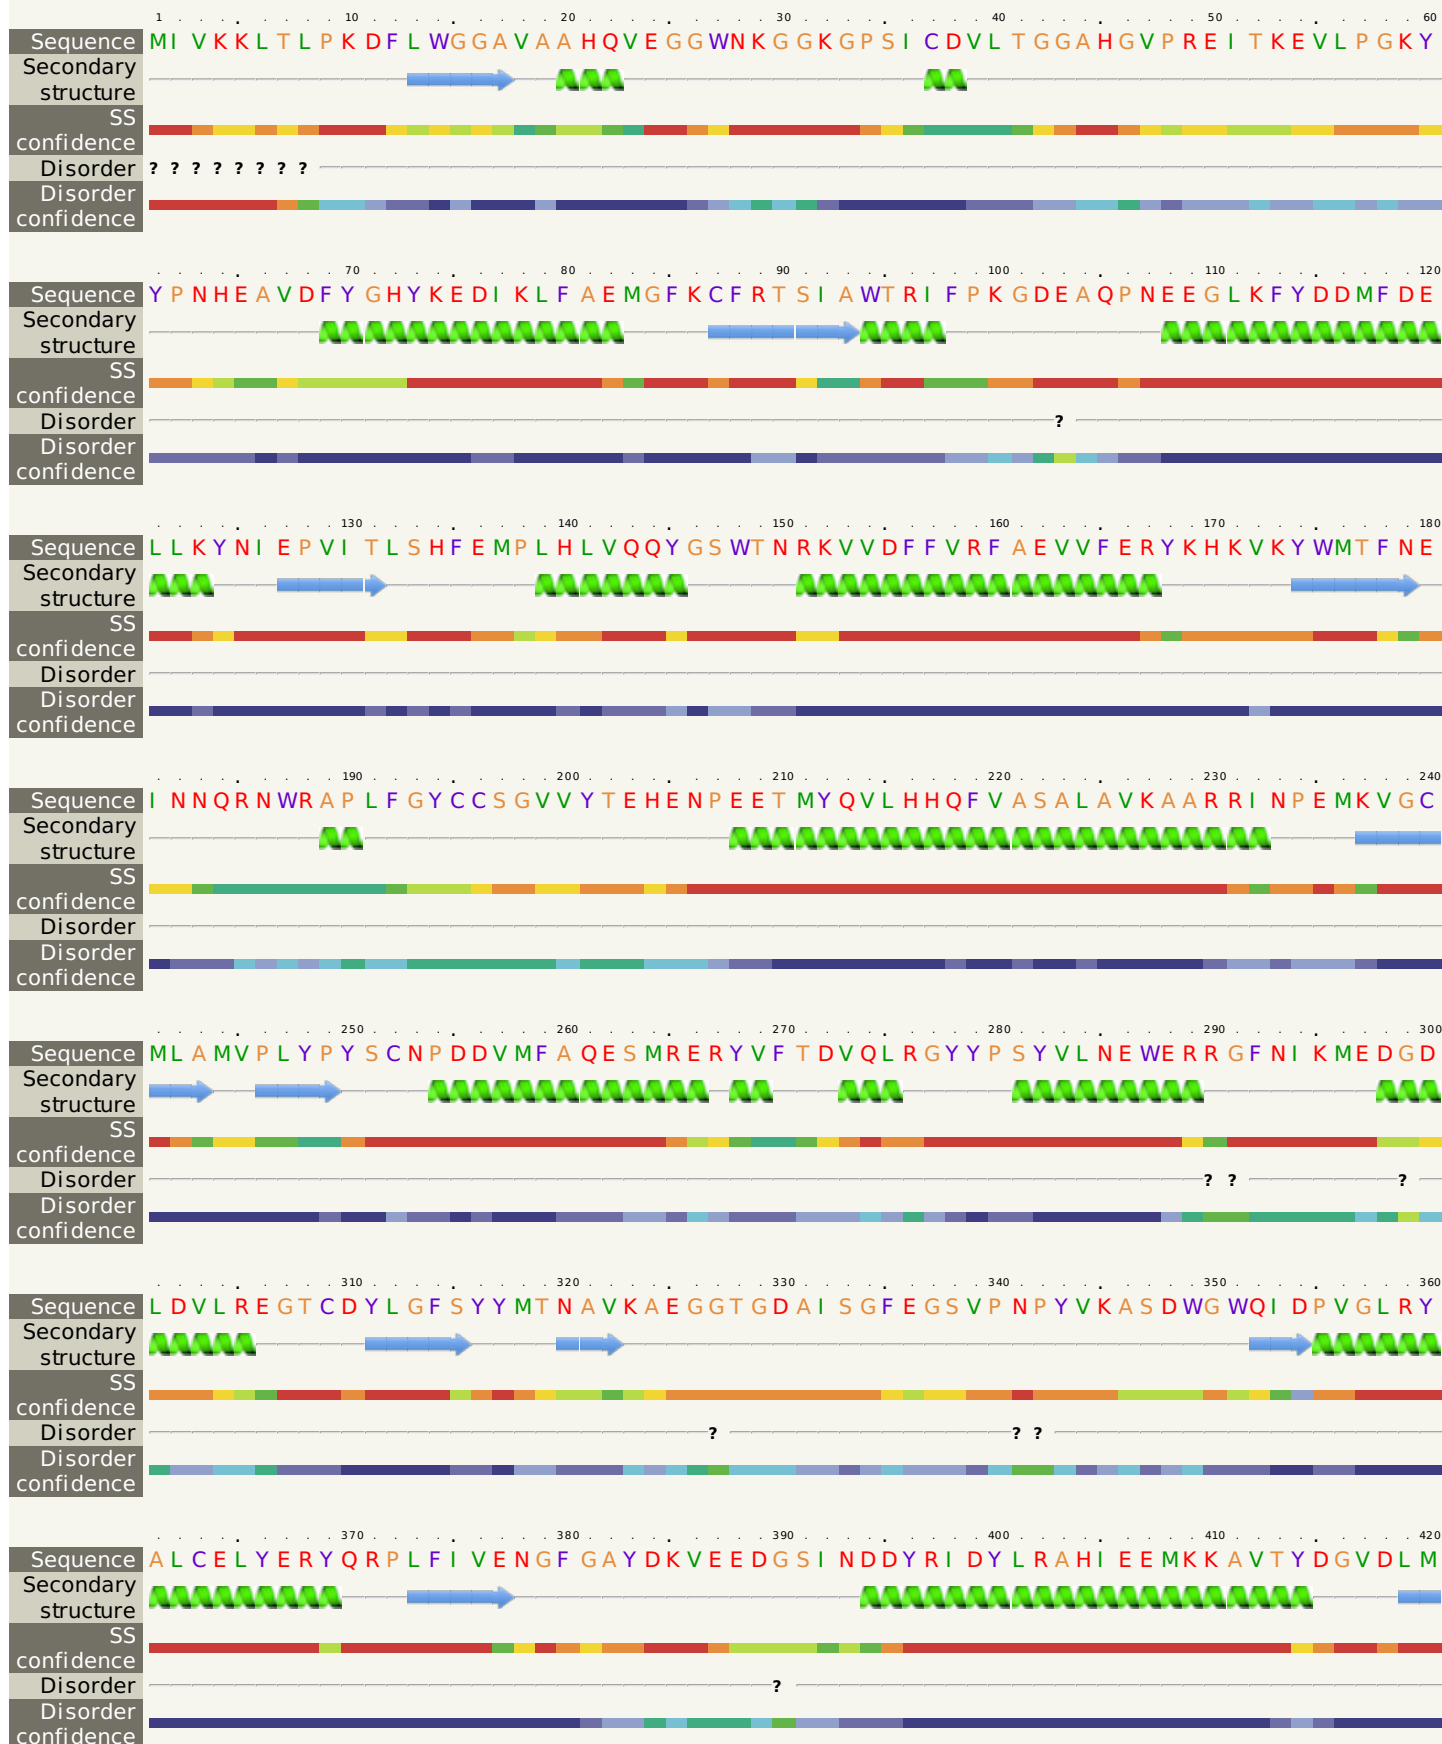 1 10 20 30 40 50 60
Sequence MIVKKLTLPKDFLWGGAVAAHQVEGGWNKGGKGPSICDVLTGGAHGVPREITKEVLPGKY
Secondary
structure
SS
confidence
Disorder ? ? ? ? ? ? ? ?
Disorder
confidence
70 80 90 100 110 120
Sequence YPNHEAVDFYGHYKEDIKLFAEMGFKCFRTSIAWTRIFPKGDEAQPNEEGLKFYDDMFDE
Secondary
structure
SS
confidence
Disorder ?
Disorder
confidence
130 140 150 160 170 180
Sequence LLKYNIEPVITLSHFEMPLHLVQQYGSWTNRKVVDFFVRFAEVVFERYKHKVKYWMTFNE
Secondary
structure
SS
confidence
Disorder
Disorder
confidence
190 200 210 220 230 240
Sequence INNQRNWRAPLFGYCCSGVVYTEHENPEETMYQVLHHQFVASALAVKAARRINPEMKVGC
Secondary
structure
SS
confidence
Disorder
Disorder
confidence
250 260 270 280 290 300
Sequence MLAMVPLYPYSCNPDDVMFAQESMRERYVFTDVQLRGYYPSYVLNEWERRGFNIKMEDGD
Secondary
structure
SS
confidence
Disorder ? ? ?
Disorder
confidence
310 320 330 340 350 360
Sequence LDVLREGTCDYLGFSYYMTNAVKAEGGTGDAISGFEGSVPNPYVKASDWGWQIDPVGLRY
Secondary
structure
SS
confidence
Disorder ? ? ?
Disorder
confidence
370 380 390 400 410 420
Sequence ALCELYERYQRPLFIVENGFGAYDKVEEDGSINDDYRIDYLRAHIEEMKKAVTYDGVDLM
Secondary
structure
SS
confidence
Disorder ?
Disorder
confidence